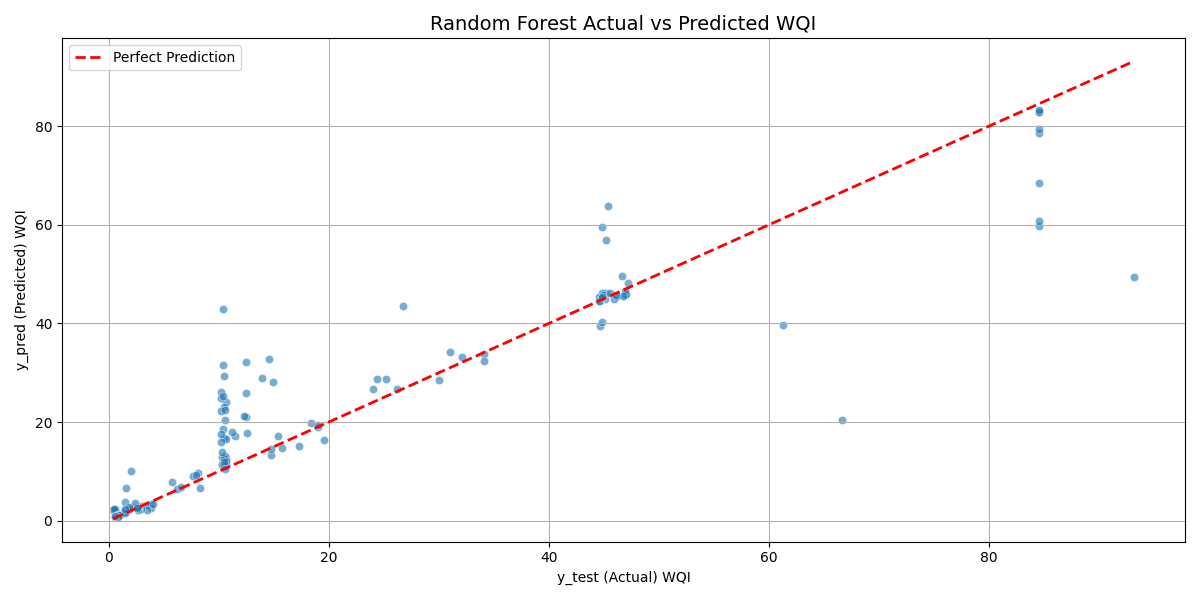 Random Forest Actual vs Predicted WQI
Perfect Prediction
y_pred (Predicted) WQI
80
60
40
20
0
0 20 40 60 80
y_test (Actual) WQI